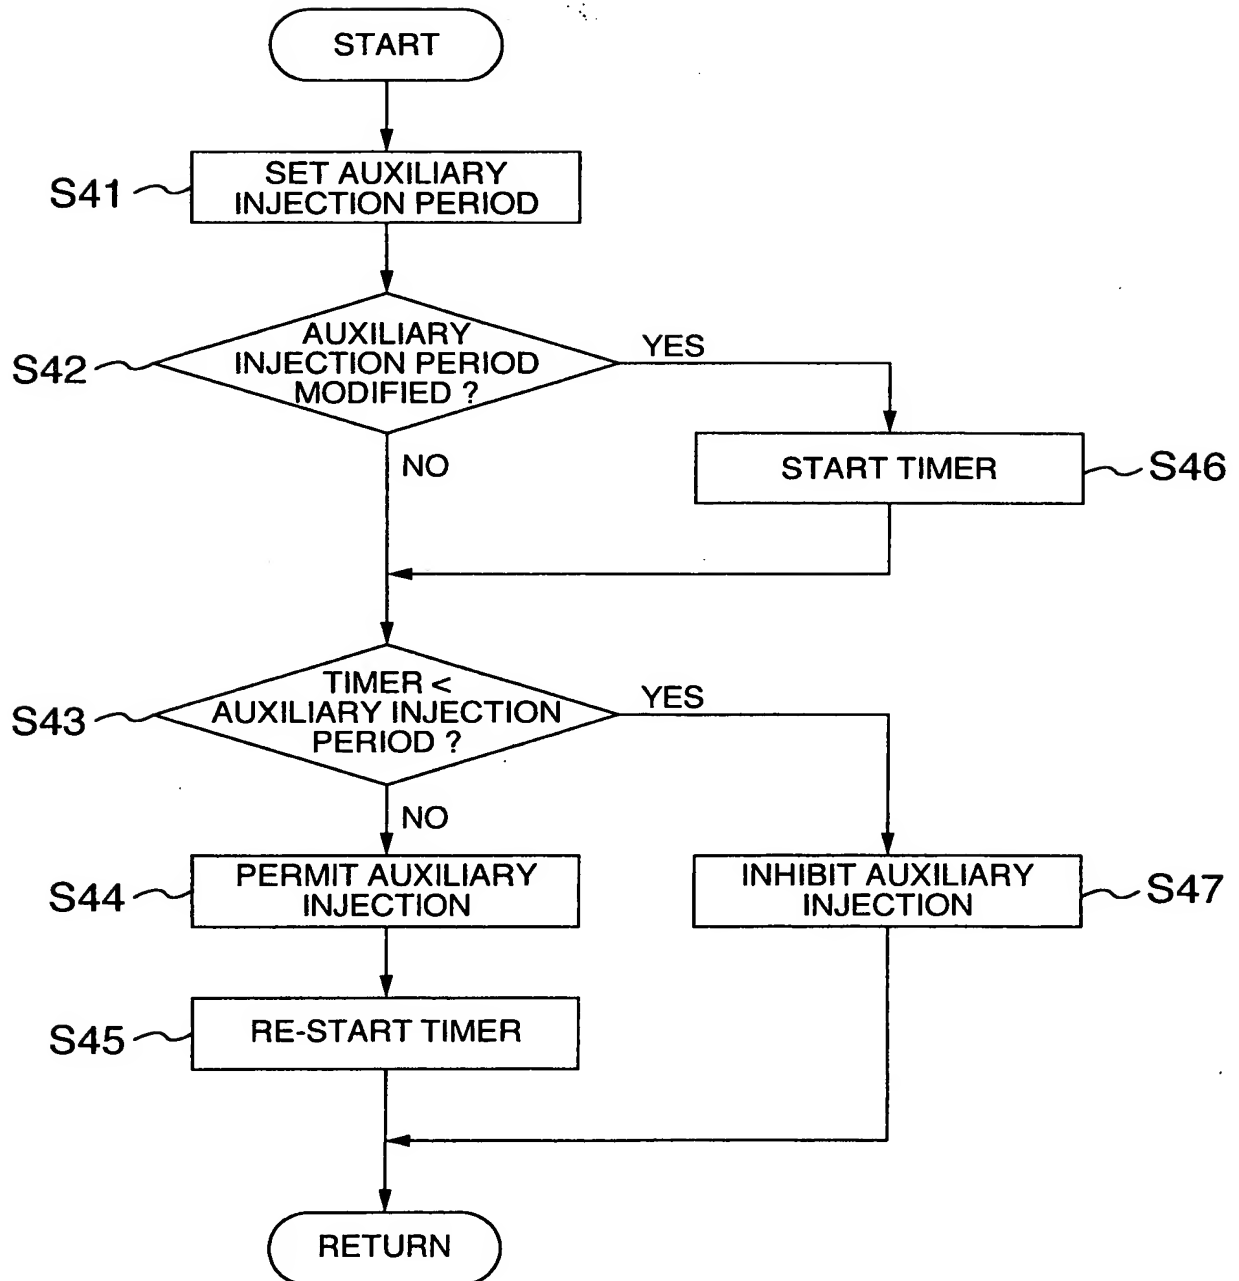 START
S41
SET AUXILIARY
INJECTION PERIOD
S42
AUXILIARY
INJECTION PERIOD
MODIFIED ?
YES
NO
START TIMER
S46
S43
TIMER <
AUXILIARY INJECTION
PERIOD ?
YES
NO
S44
PERMIT AUXILIARY
INJECTION
INHIBIT AUXILIARY
INJECTION
S47
S45
RE-START TIMER
RETURN